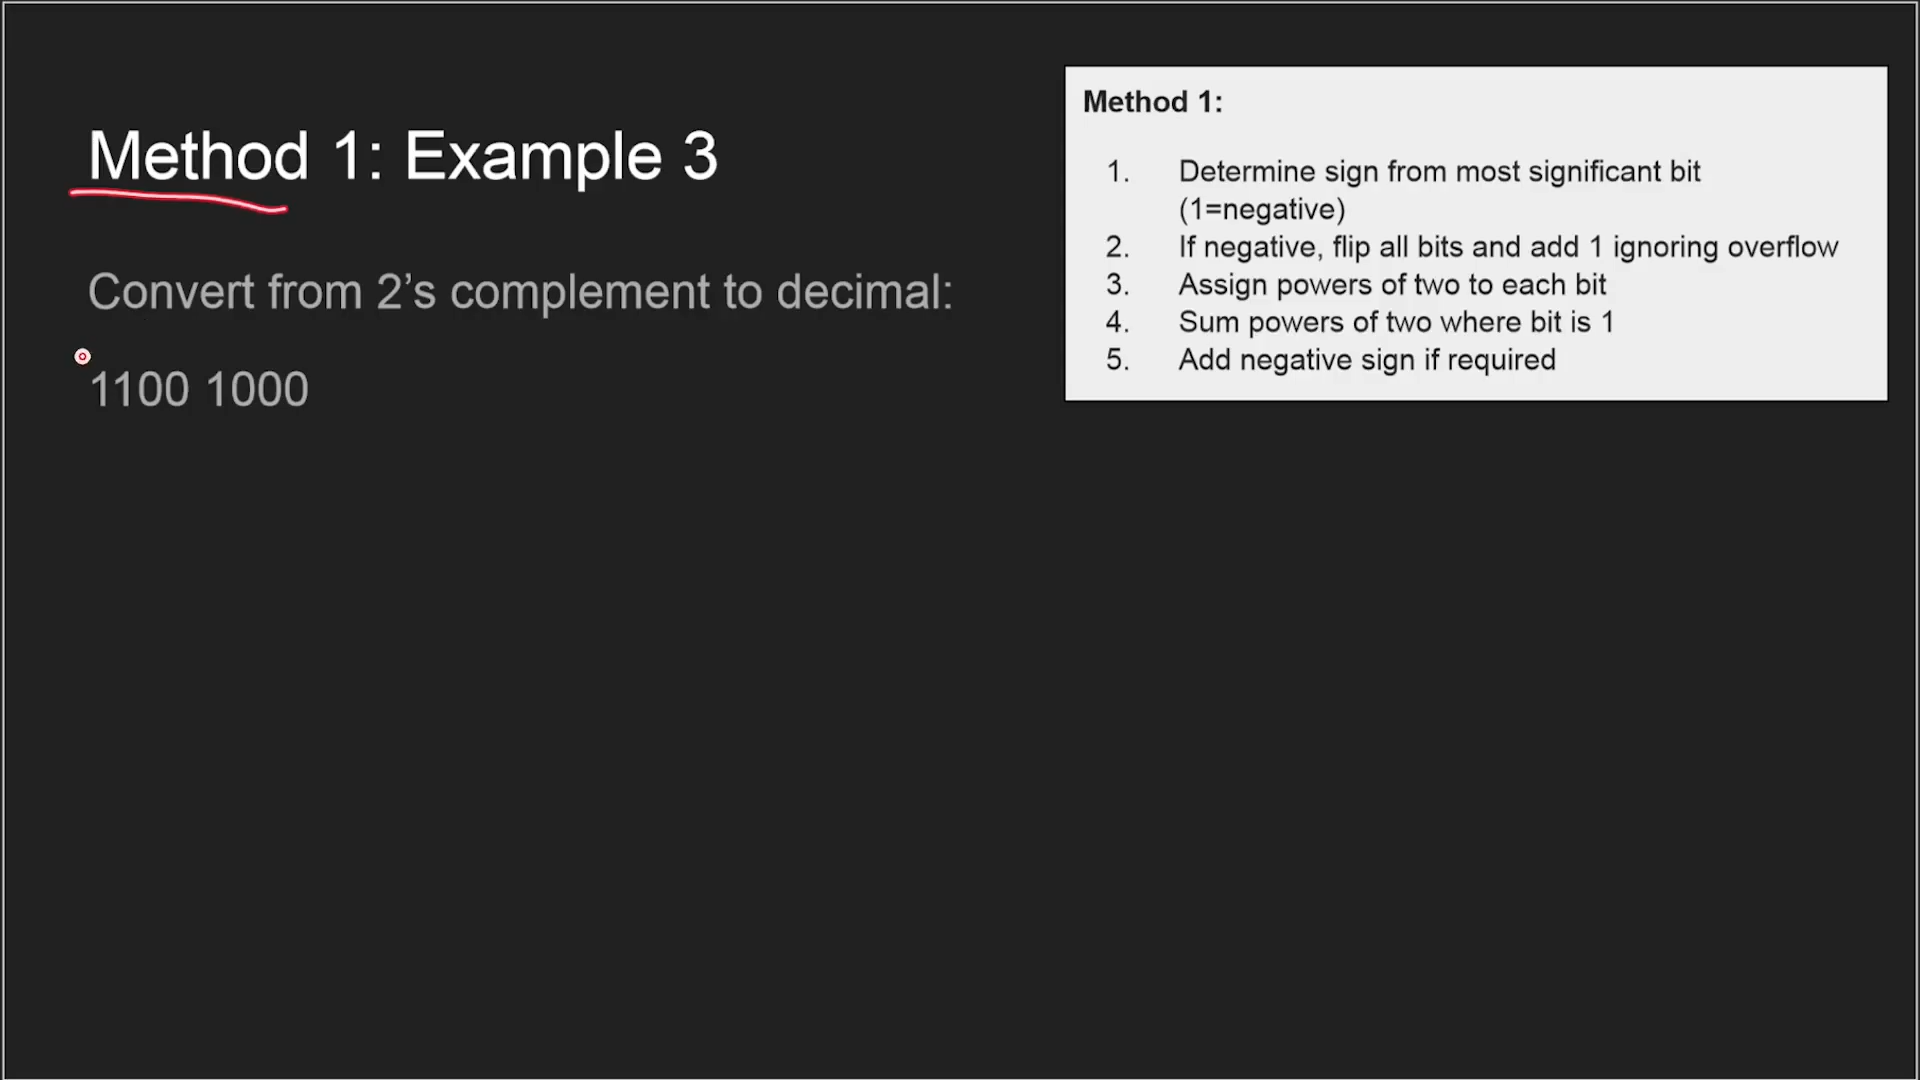 Method 1: Example 3
Convert from 2’s complement to decimal:
1100 1000
Method 1:
1. Determine sign from most significant bit
(1=negative)
2. If negative, flip all bits and add 1 ignoring overflow
3. Assign powers of two to each bit
4. Sum powers of two where bit is 1
5. Add negative sign if required